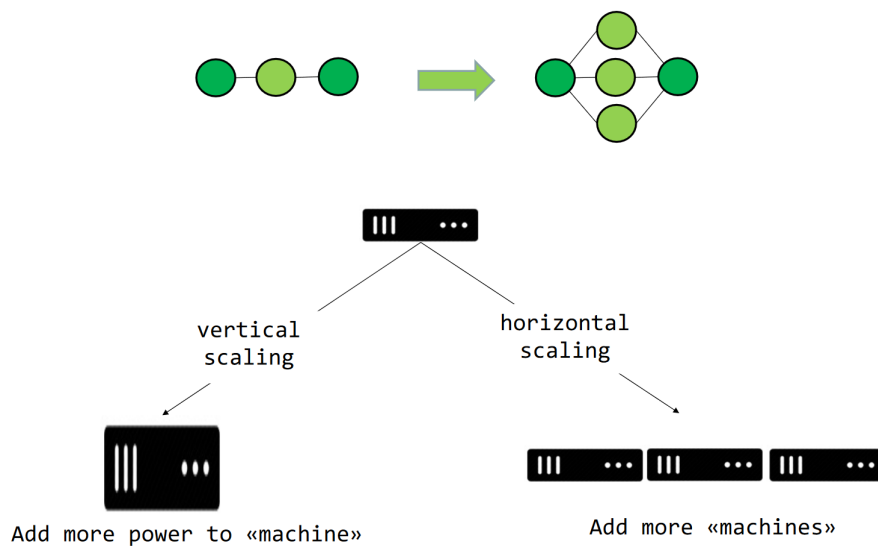 vertical
scaling
horizontal
scaling
Add more power to «machine»
Add more «machines»